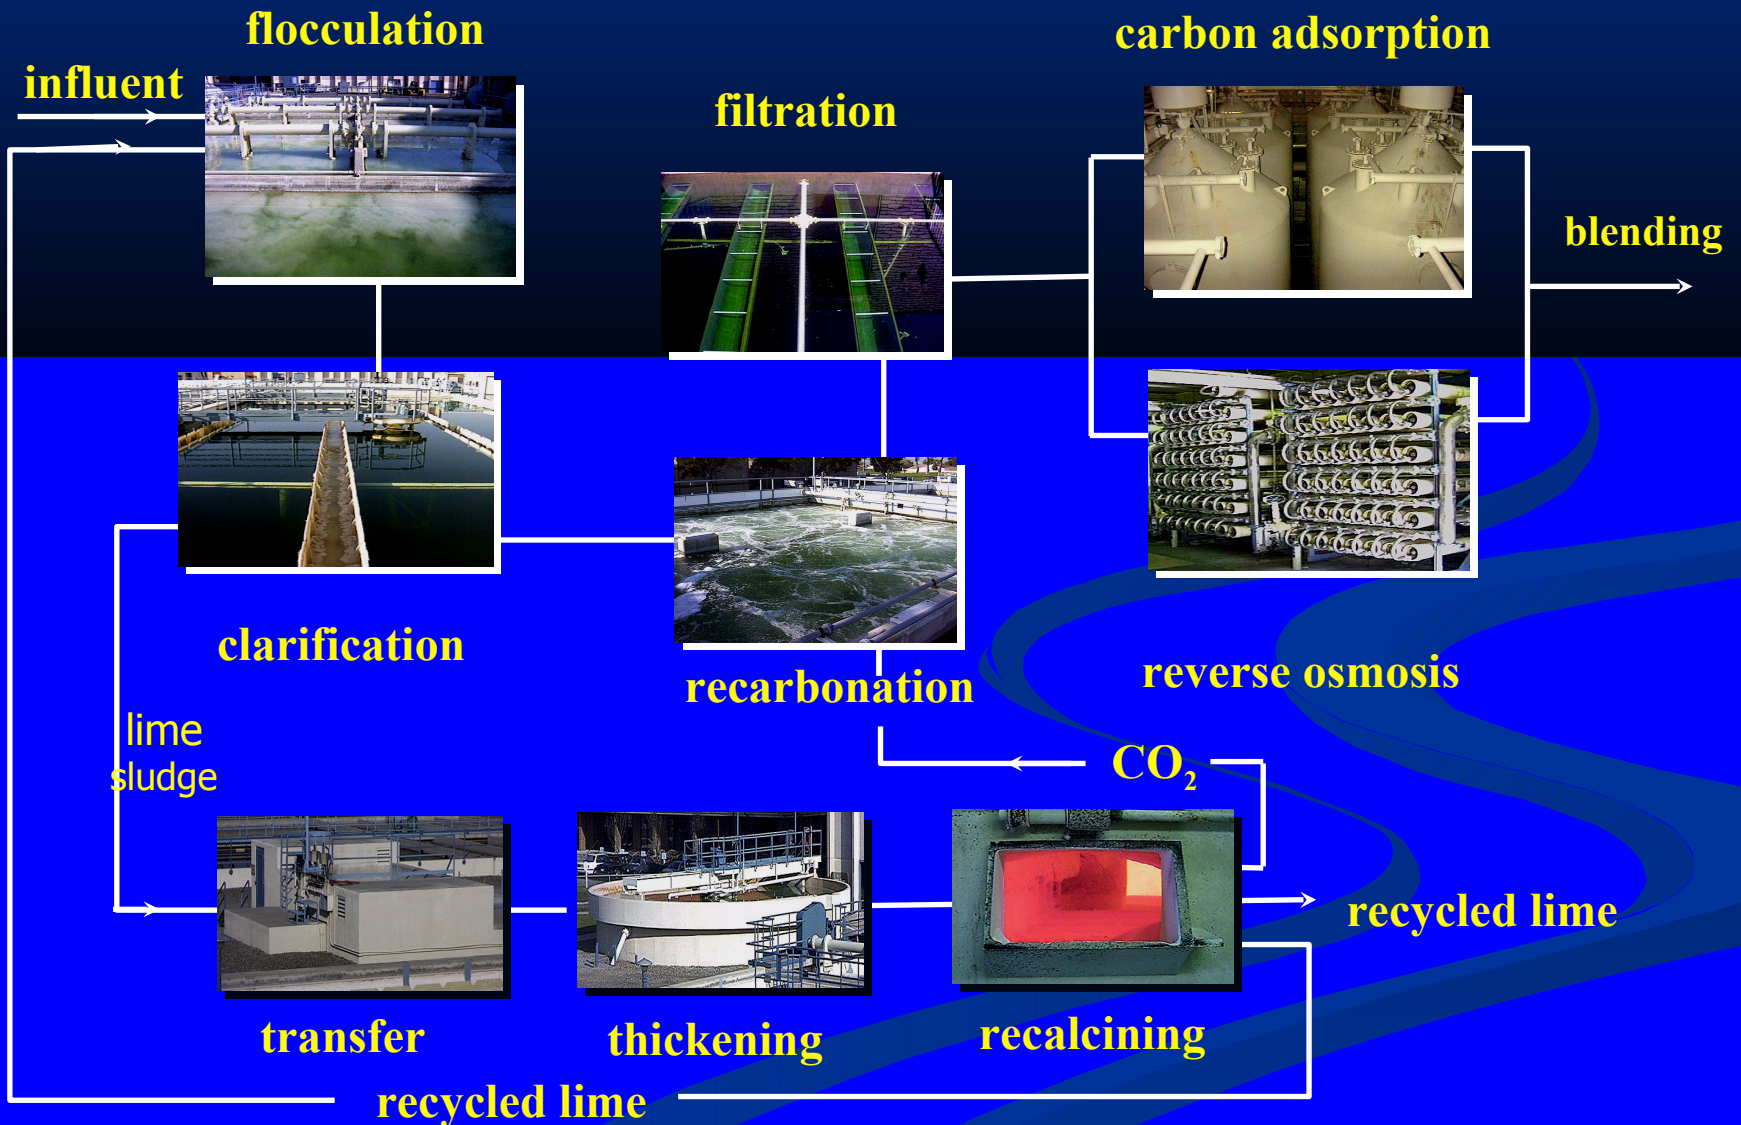 flocculation
carbon adsorption
influent
filtration
blending
clarification
recarbonation
reverse osmosis
lime
sludge
CO₂
recycled lime
transfer
thickening
recalcining
recycled lime